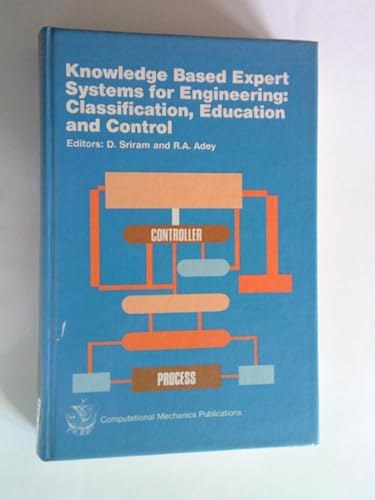 Knowledge Based Expert
Systems for Engineering:
Classification, Education
and Control
Editors: D. Sriram and R.A. Adey
CONTROLLER
PROCESS
Computational Mechanics Publications